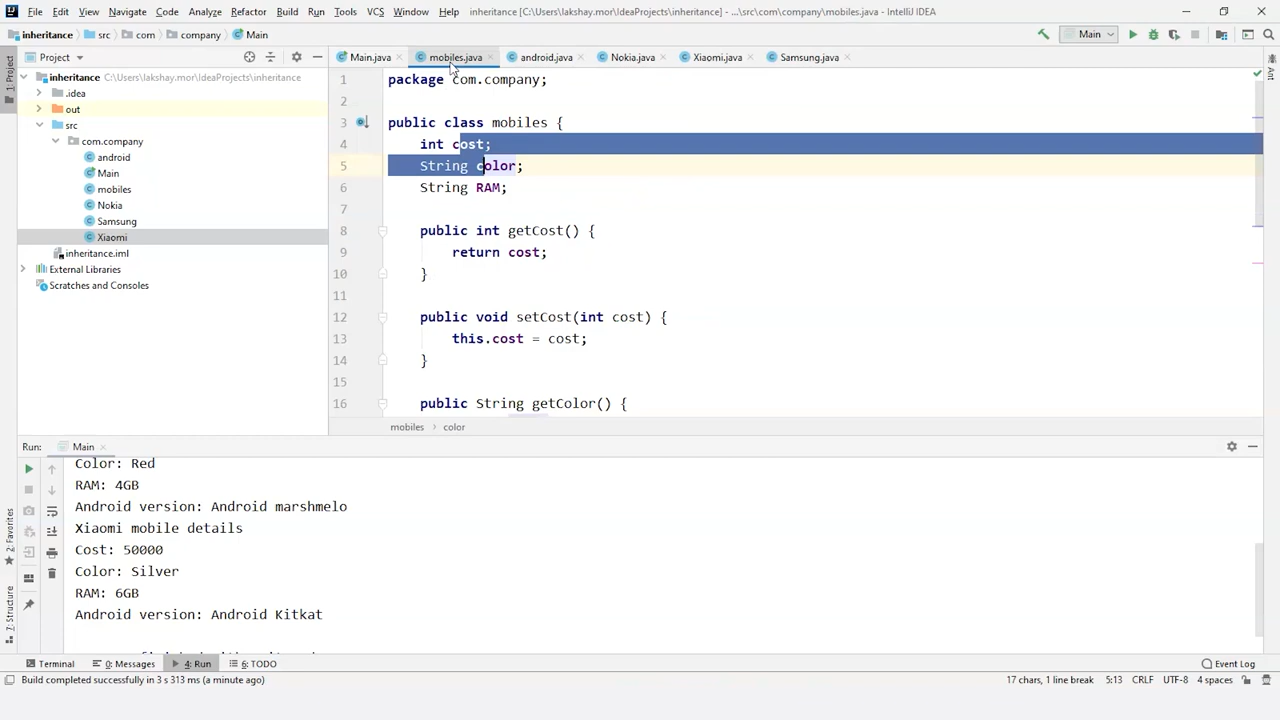 File Edit View Navigate Code Analyze Refactor Build Run Tools VCS Window Help inheritance [C:\Users\lakshay.mor\IdeaProjects\inheritance] - ...\src\com\company\mobiles.java - IntelliJ IDEA
inheritance src com company Main
Main
Project
Main.java mobiles.java android.java Nokia.java Xiaomi.java Samsung.java
1: Project
Ant
inheritance C:\Users\lakshay.mor\IdeaProjects\inheritance
.idea
out
src
com.company
android
Main
mobiles
Nokia
Samsung
Xiaomi
inheritance.iml
External Libraries
Scratches and Consoles
1 package com.company;
2
3 public class mobiles {
4 int cost;
5 String color;
6 String RAM;
7
8 public int getCost() {
9 return cost;
10 }
11
12 public void setCost(int cost) {
13 this.cost = cost;
14 }
15
16 public String getColor() {
mobiles color
Run: Main
Color: Red
RAM: 4GB
Android version: Android marshmelo
Xiaomi mobile details
Cost: 50000
Color: Silver
RAM: 6GB
Android version: Android Kitkat
2: Favorites
7: Structure
Terminal 0: Messages 4: Run 6: TODO Event Log
Build completed successfully in 3 s 313 ms (a minute ago) 17 chars, 1 line break 5:13 CRLF UTF-8 4 spaces